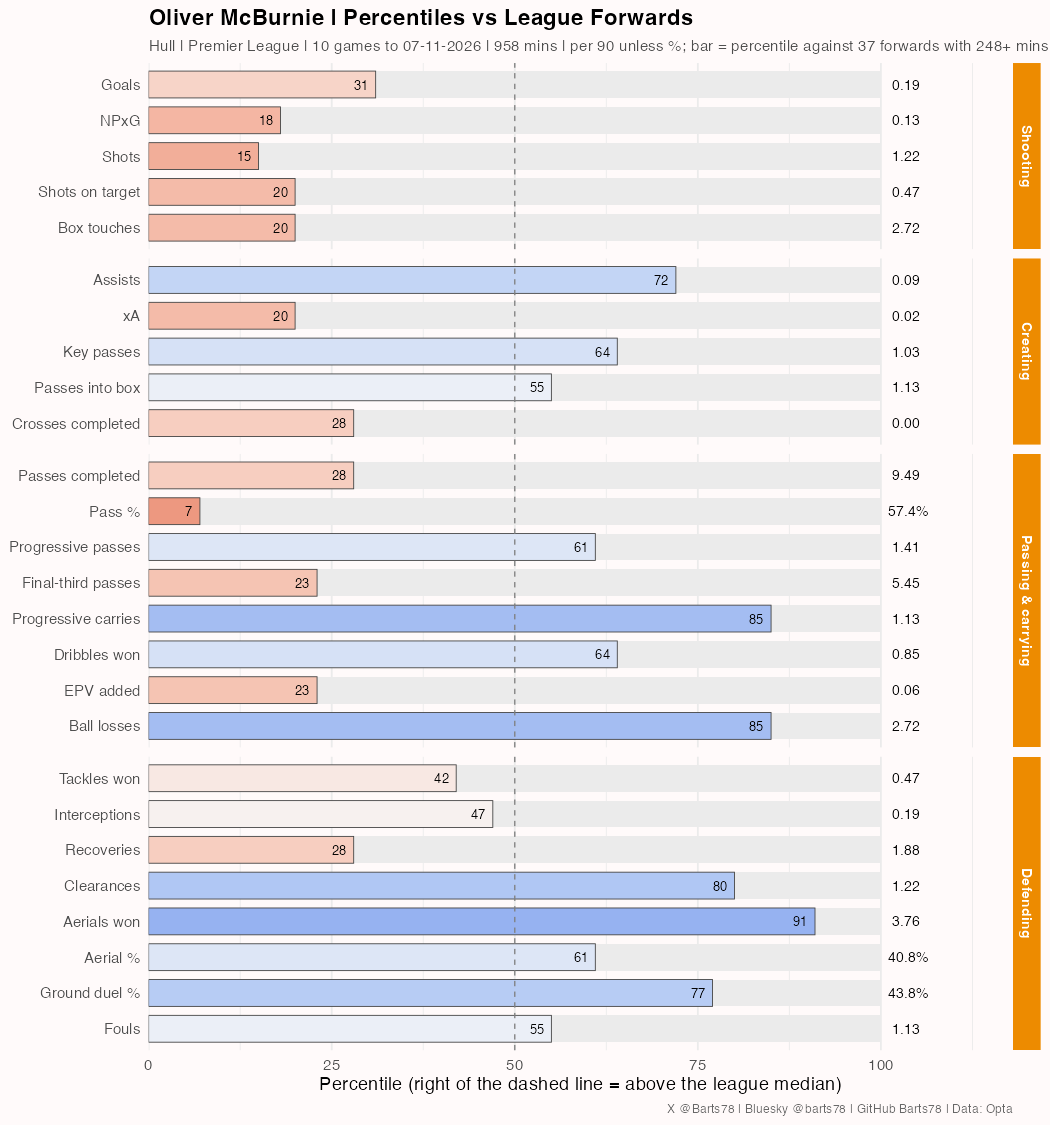 Oliver McBurnie | Percentiles vs League Forwards
Hull | Premier League | 10 games to 07-11-2026 | 958 mins | per 90 unless %; bar = percentile against 37 forwards with 248+ mins
Goals 31 0.19
NPxG 18 0.13
Shots 15 1.22
Shots on target 20 0.47
Box touches 20 2.72
Shooting
Assists 72 0.09
xA 20 0.02
Key passes 64 1.03
Passes into box 55 1.13
Crosses completed 28 0.00
Creating
Passes completed 28 9.49
Pass % 7 57.4%
Progressive passes 61 1.41
Final-third passes 23 5.45
Progressive carries 85 1.13
Dribbles won 64 0.85
EPV added 23 0.06
Ball losses 85 2.72
Passing & carrying
Tackles won 42 0.47
Interceptions 47 0.19
Recoveries 28 1.88
Clearances 80 1.22
Aerials won 91 3.76
Aerial % 61 40.8%
Ground duel % 77 43.8%
Fouls 55 1.13
Defending
0 25 50 75 100
Percentile (right of the dashed line = above the league median)
X @Barts78 | Bluesky @barts78 | GitHub Barts78 | Data: Opta